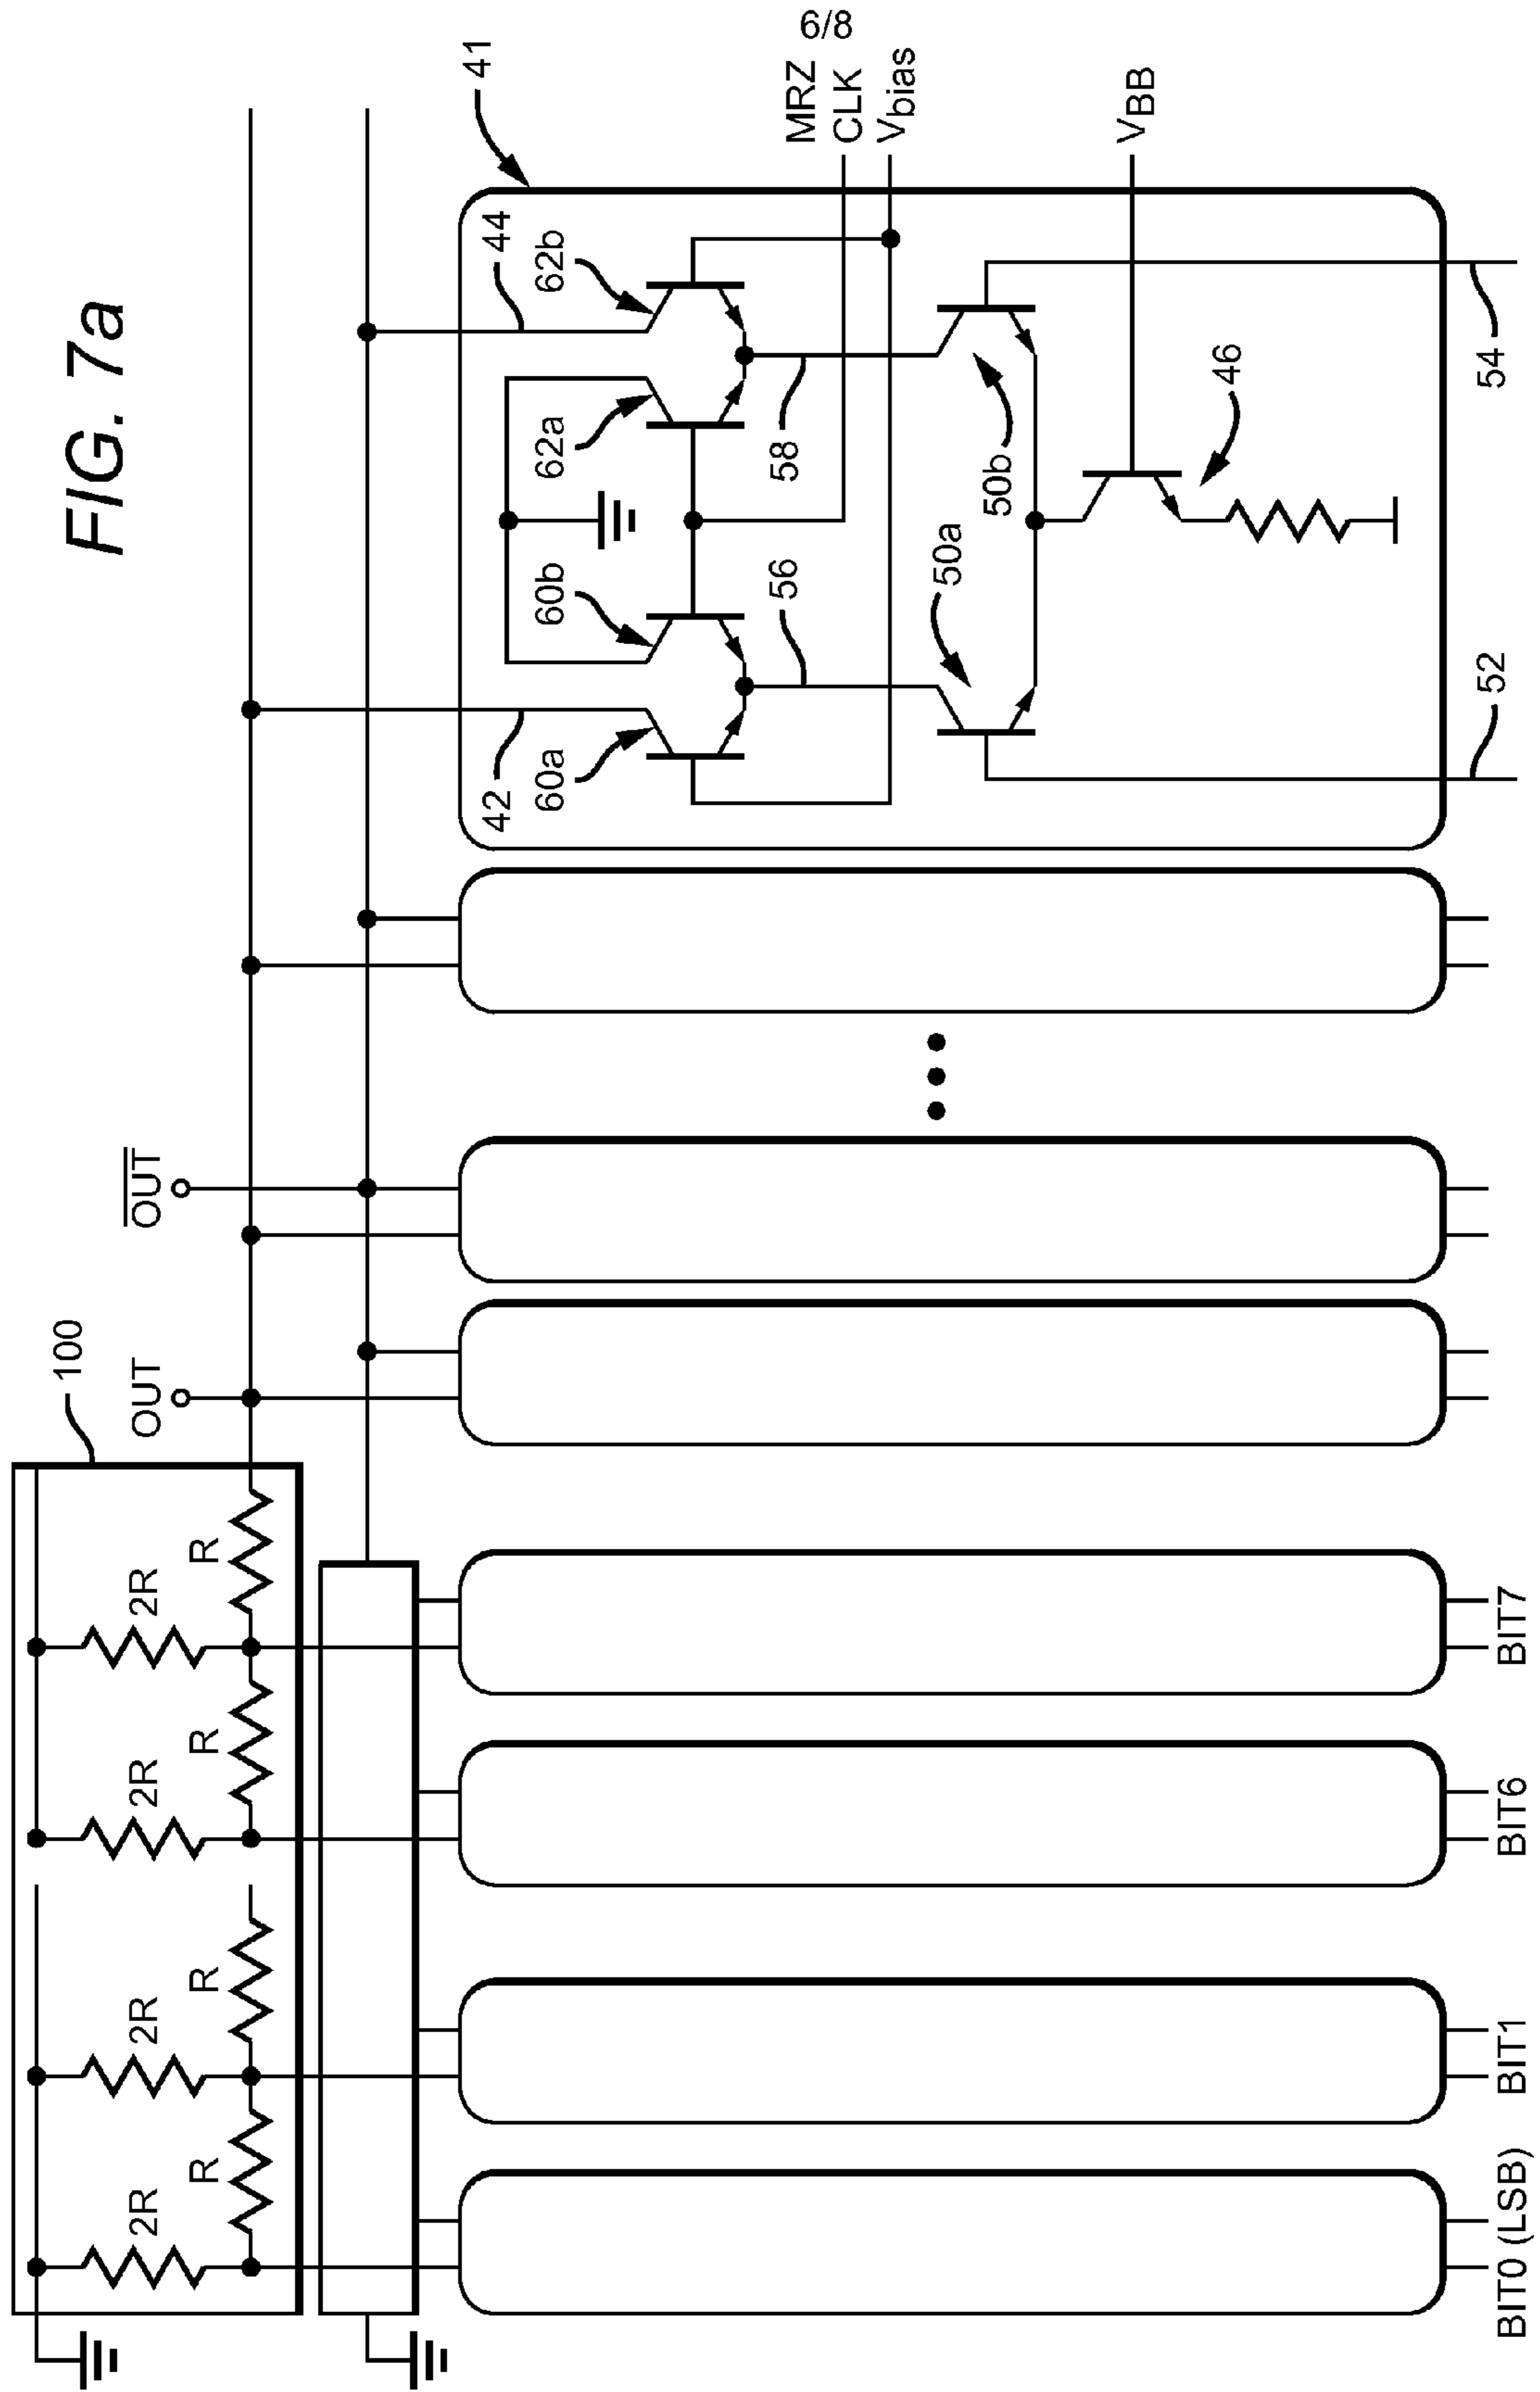 FIG. 7a
6/8
100
OUT
OUT
41
2R
R
2R
R
2R
R
2R
R
42
44
60a
60b
62a
62b
MRZ
CLK
Vbias
56
58
50a
50b
VBB
46
52
54
BIT0 (LSB)
BIT1
BIT6
BIT7